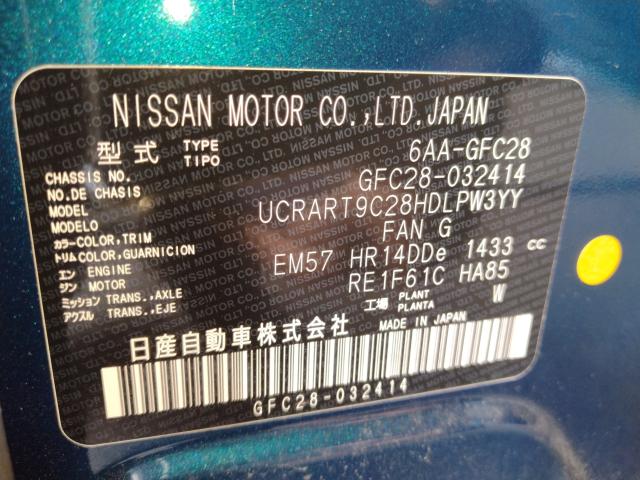 NISSAN MOTOR CO.,LTD.JAPAN
型式 TYPE TIPO 6AA-GFC28
CHASSIS NO. NO.DE CHASIS GFC28-032414
MODEL MODELO UCRART9C28HDLPW3YY
カラー COLOR, TRIM トリム COLOR, GUARNICION FAN G
エン ENGINE ジン MOTOR EM57 HR14DDe 1433 cc
ミッション TRANS.,AXLE アクスル TRANS.,EJE RE1F61C HA85
工場 PLANT PLANTA W
日産自動車株式会社 MADE IN JAPAN
GFC28-032414